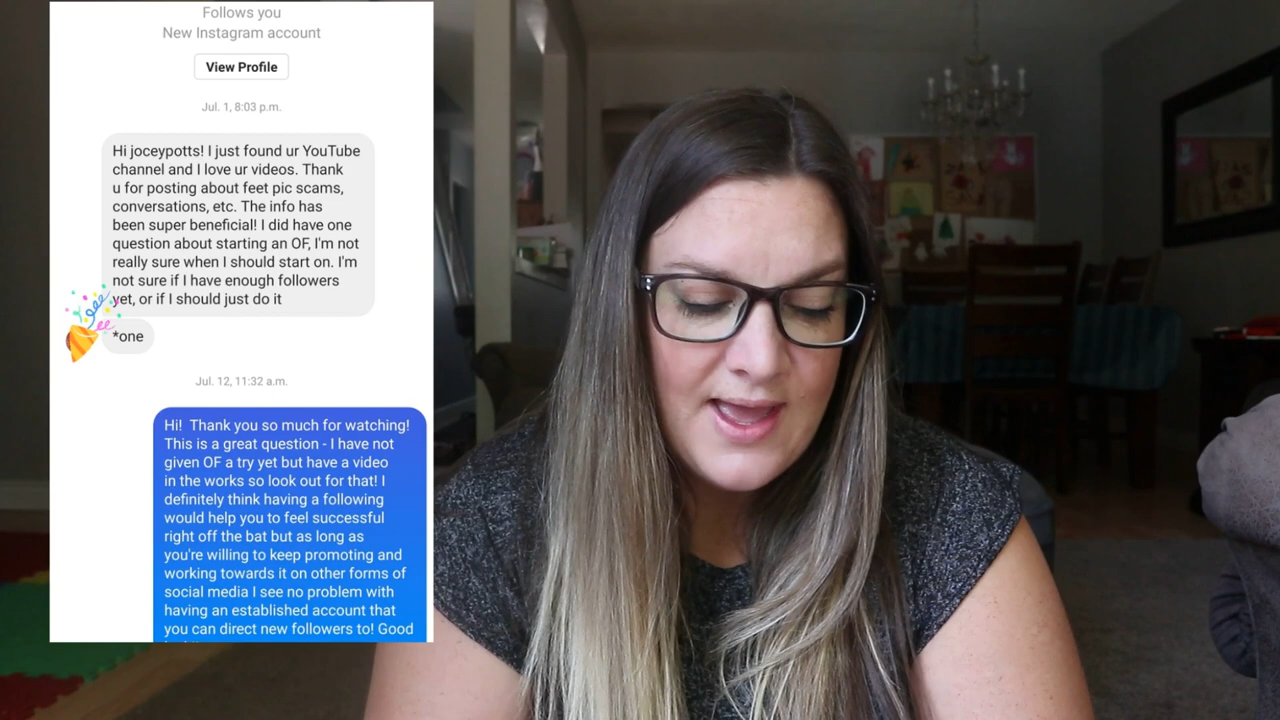 Follows you
New Instagram account
View Profile
Jul. 1, 8:03 p.m.
Hi joceypotts! I just found ur YouTube
channel and I love ur videos. Thank
u for posting about feet pic scams,
conversations, etc. The info has
been super beneficial! I did have one
question about starting an OF, I'm not
really sure when I should start on. I'm
not sure if I have enough followers
yet, or if I should just do it
*one
Jul. 12, 11:32 a.m.
Hi! Thank you so much for watching!
This is a great question - I have not
given OF a try yet but have a video
in the works so look out for that! I
definitely think having a following
would help you to feel successful
right off the bat but as long as
you're willing to keep promoting and
working towards it on other forms of
social media I see no problem with
having an established account that
you can direct new followers to! Good